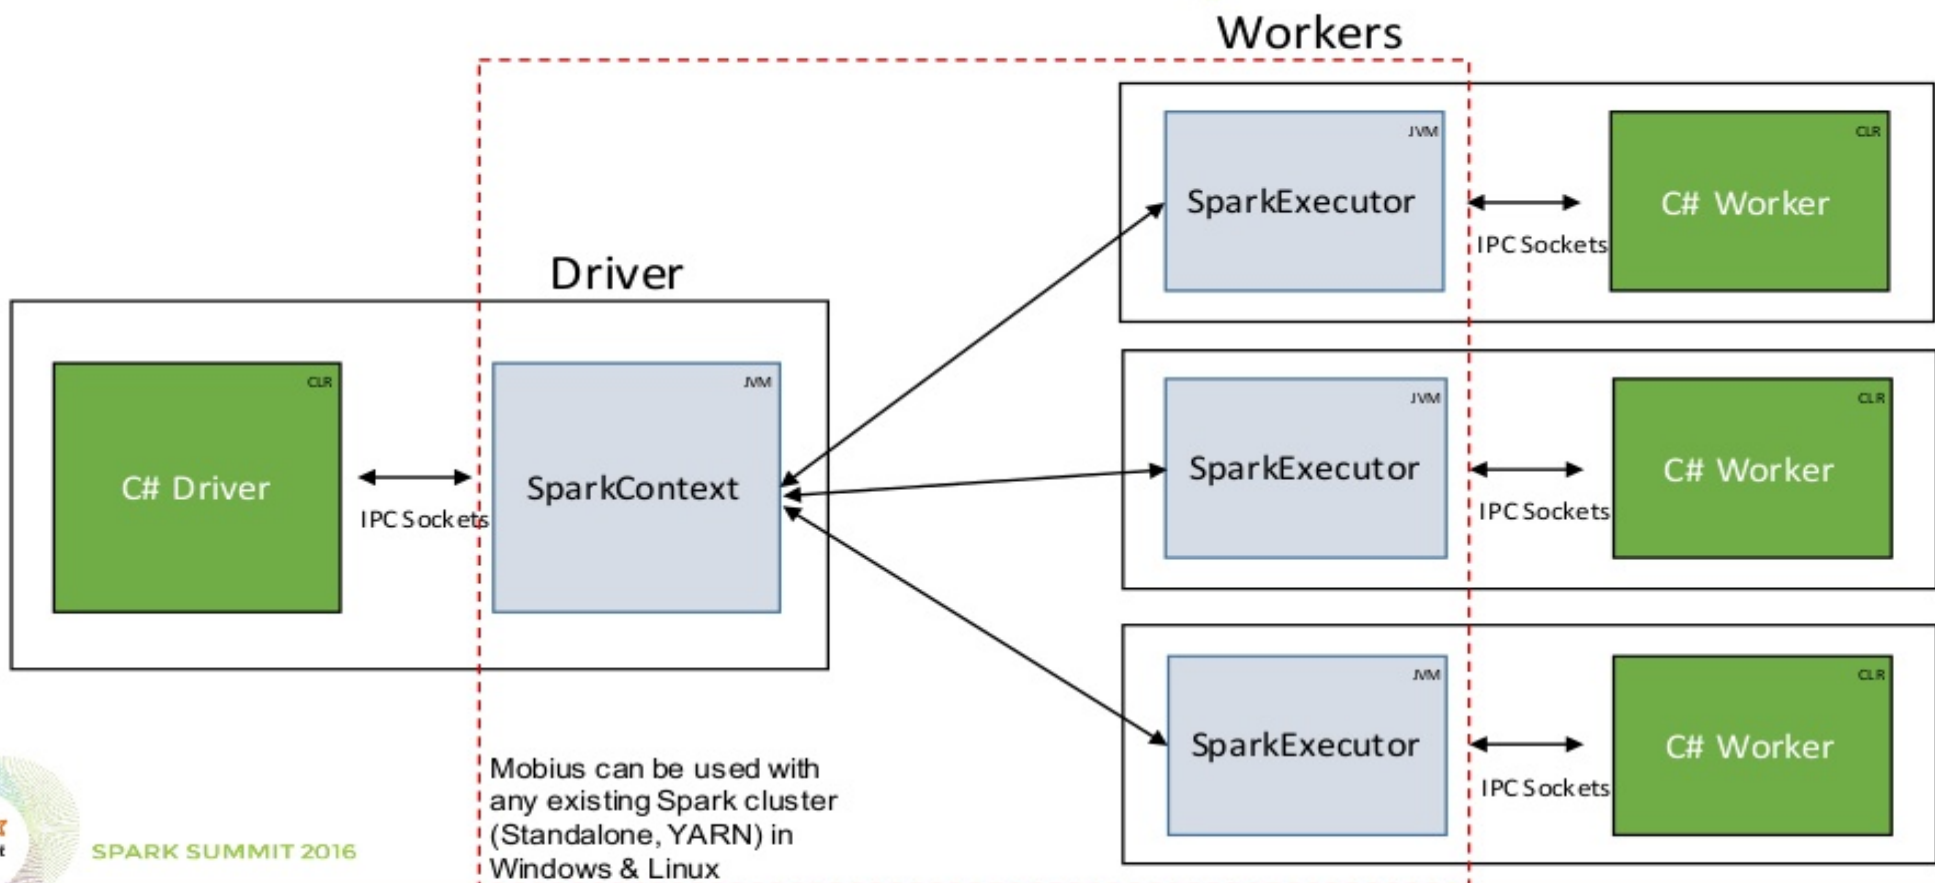 Workers
JVM
SparkExecutor
IPC Sockets
CLR
C# Worker
Driver
CLR
C# Driver
IPC Sockets
JVM
SparkContext
JVM
SparkExecutor
IPC Sockets
CLR
C# Worker
JVM
SparkExecutor
IPC Sockets
CLR
C# Worker
Mobius can be used with
any existing Spark cluster
(Standalone, YARN) in
Windows & Linux
SPARK SUMMIT 2016